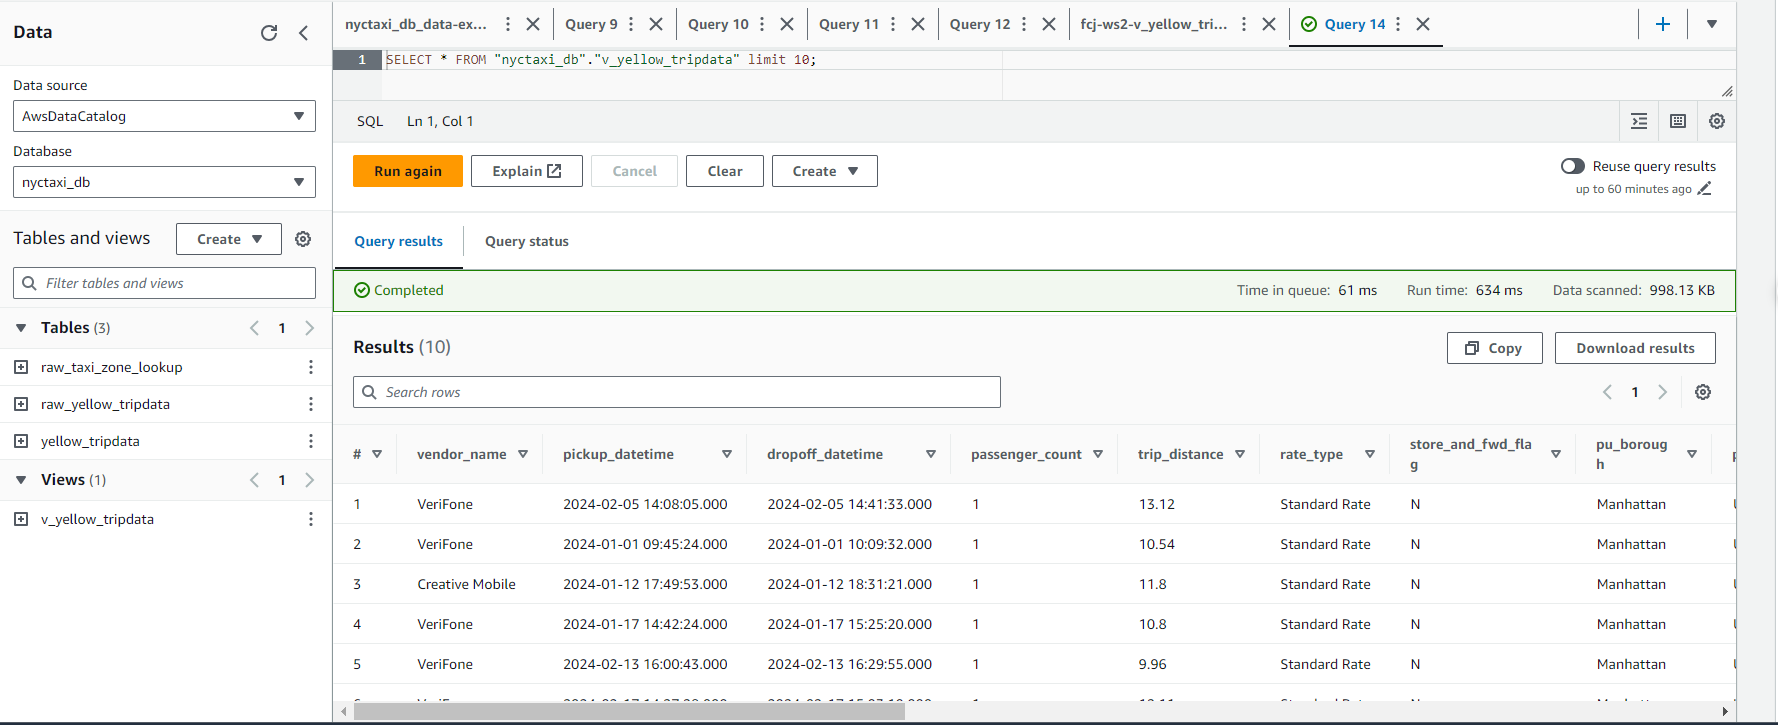 Data
Data source
AwsDataCatalog
Database
nyctaxi_db
Tables and views
Create
Filter tables and views
Tables (3)
1
raw_taxi_zone_lookup
raw_yellow_tripdata
yellow_tripdata
Views (1)
1
v_yellow_tripdata
nyctaxi_db_data-ex... Query 9 Query 10 Query 11 Query 12 fcj-ws2-v_yellow_tri... Query 14
1 SELECT * FROM "nyctaxi_db"."v_yellow_tripdata" limit 10;
SQL Ln 1, Col 1
Run again Explain Cancel Clear Create
Reuse query results
up to 60 minutes ago
Query results Query status
Completed Time in queue: 61 ms Run time: 634 ms Data scanned: 998.13 KB
Results (10) Copy Download results
Search rows 1
# vendor_name pickup_datetime dropoff_datetime passenger_count trip_distance rate_type store_and_fwd_fla
g pu_boroug
h
1 VeriFone 2024-02-05 14:08:05.000 2024-02-05 14:41:33.000 1 13.12 Standard Rate N Manhattan
2 VeriFone 2024-01-01 09:45:24.000 2024-01-01 10:09:32.000 1 10.54 Standard Rate N Manhattan
3 Creative Mobile 2024-01-12 17:49:53.000 2024-01-12 18:31:21.000 1 11.8 Standard Rate N Manhattan
4 VeriFone 2024-01-17 14:42:24.000 2024-01-17 15:25:20.000 1 10.8 Standard Rate N Manhattan
5 VeriFone 2024-02-13 16:00:43.000 2024-02-13 16:29:55.000 1 9.96 Standard Rate N Manhattan